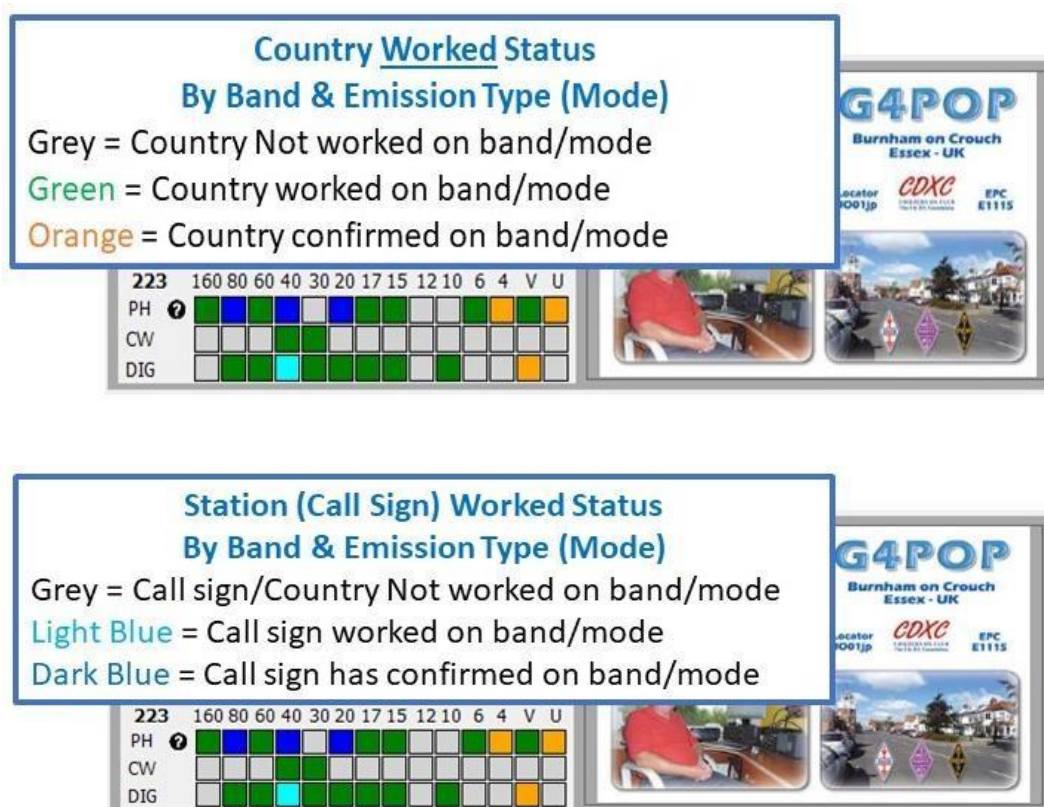 Country Worked Status
By Band & Emission Type (Mode)
Grey = Country Not worked on band/mode
Green = Country worked on band/mode
Orange = Country confirmed on band/mode
G4POP
Burnham on Crouch
Essex - UK
CDXC
EPC
E1115
223 160 80 60 40 30 20 17 15 12 10 6 4 V U
PH ?
CW
DIG
Station (Call Sign) Worked Status
By Band & Emission Type (Mode)
Grey = Call sign/Country Not worked on band/mode
Light Blue = Call sign worked on band/mode
Dark Blue = Call sign has confirmed on band/mode
G4POP
Burnham on Crouch
Essex - UK
CDXC
EPC
E1115
223 160 80 60 40 30 20 17 15 12 10 6 4 V U
PH ?
CW
DIG